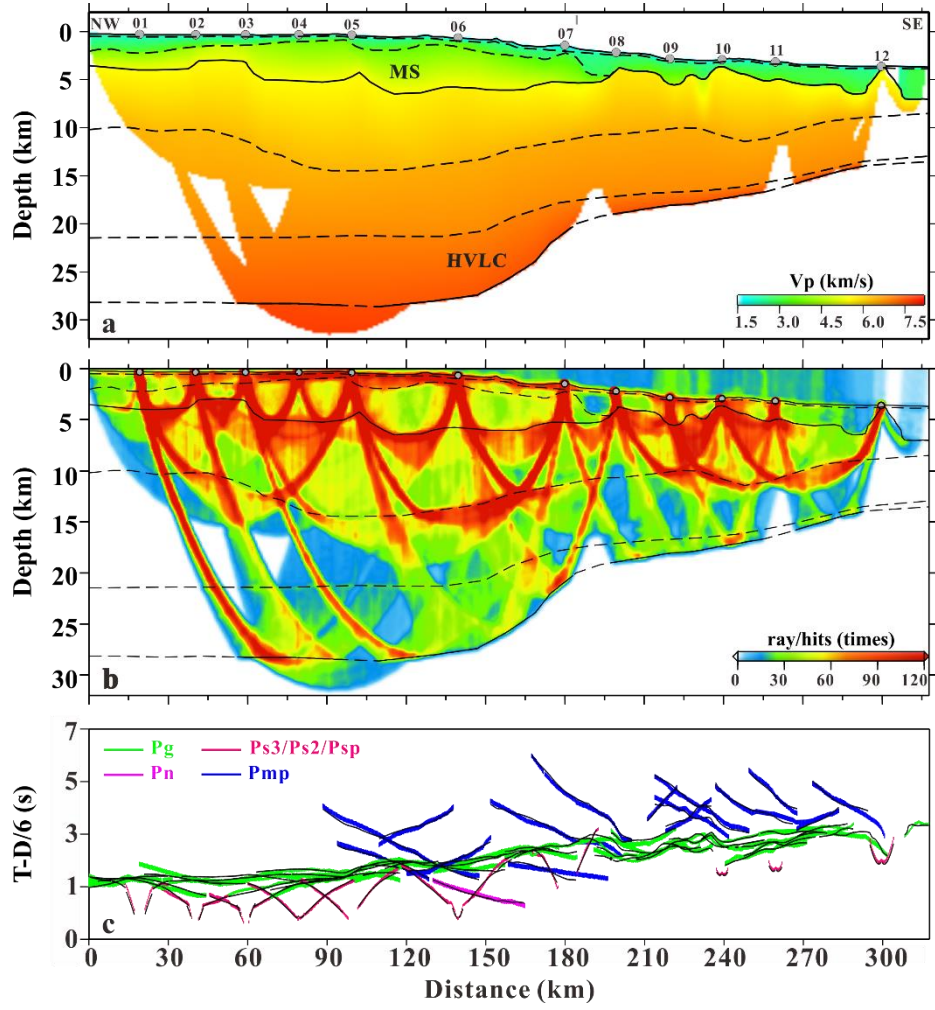 NW 01 02 03 04 05 06 07 08 09 10 11 12 SE
0
5
10
15
20
25
30
Depth (km)
MS
HVLC
Vp (km/s)
1.5 3.0 4.5 6.0 7.5
a
0
5
10
15
20
25
30
Depth (km)
ray/hits (times)
0 30 60 90 120
b
7
5
3
1
0
T-D/6 (s)
Pg Ps3/Ps2/Psp
Pn Pmp
c
0 30 60 90 120 150 180 210 240 270 300
Distance (km)